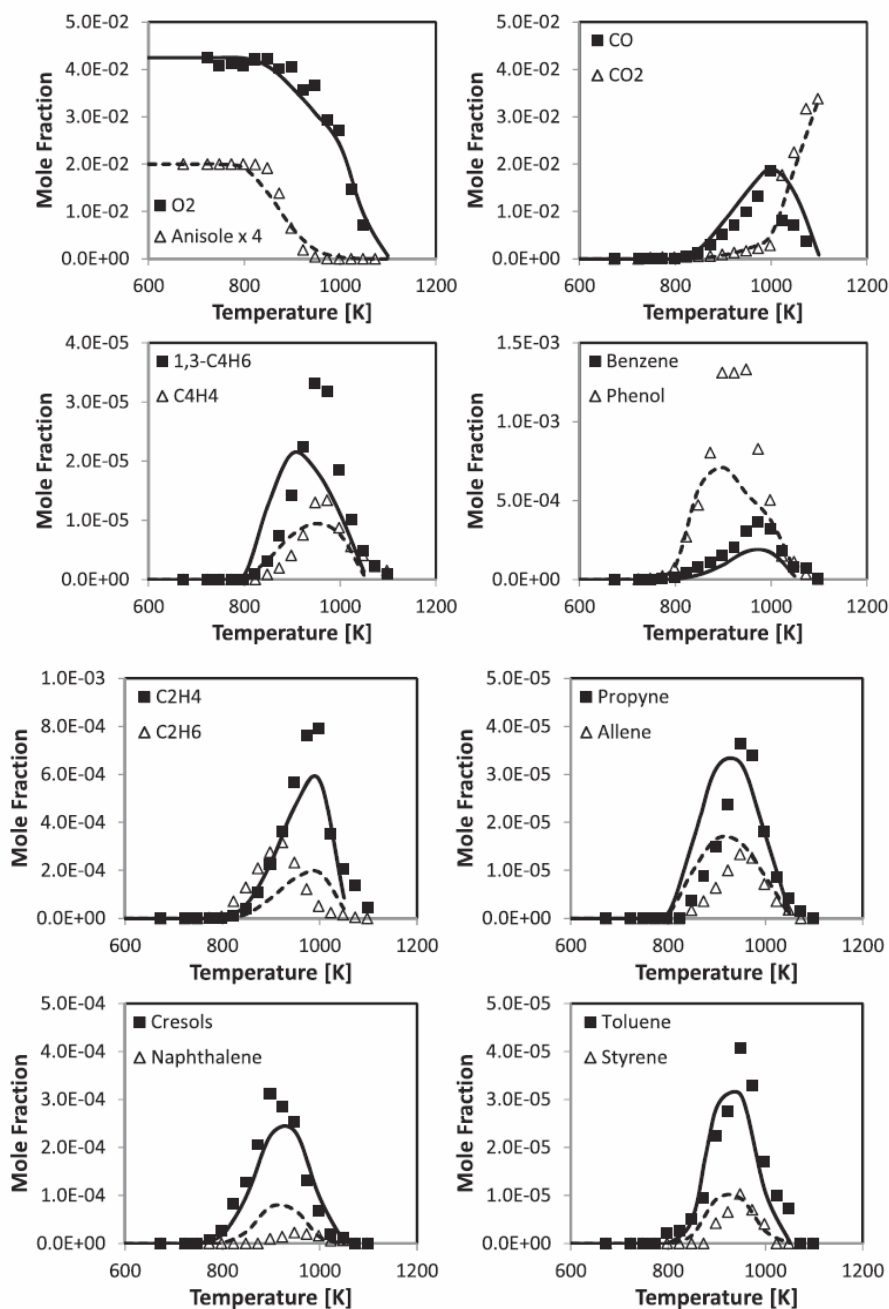 5.0E-02
4.0E-02
3.0E-02
2.0E-02
1.0E-02
0.0E+00
Mole Fraction
O2
Anisole x 4
600 800 1000 1200
Temperature [K]
5.0E-02
4.0E-02
3.0E-02
2.0E-02
1.0E-02
0.0E+00
Mole Fraction
CO
CO2
600 800 1000 1200
Temperature [K]
4.0E-05
3.0E-05
2.0E-05
1.0E-05
0.0E+00
Mole Fraction
1,3-C4H6
C4H4
600 800 1000 1200
Temperature [K]
1.5E-03
1.0E-03
5.0E-04
0.0E+00
Mole Fraction
Benzene
Phenol
600 800 1000 1200
Temperature [K]
1.0E-03
8.0E-04
6.0E-04
4.0E-04
2.0E-04
0.0E+00
Mole Fraction
C2H4
C2H6
600 800 1000 1200
Temperature [K]
5.0E-05
4.0E-05
3.0E-05
2.0E-05
1.0E-05
0.0E+00
Mole Fraction
Propyne
Allene
600 800 1000 1200
Temperature [K]
5.0E-04
4.0E-04
3.0E-04
2.0E-04
1.0E-04
0.0E+00
Mole Fraction
Cresols
Naphthalene
600 800 1000 1200
Temperature [K]
5.0E-05
4.0E-05
3.0E-05
2.0E-05
1.0E-05
0.0E+00
Mole Fraction
Toluene
Styrene
600 800 1000 1200
Temperature [K]